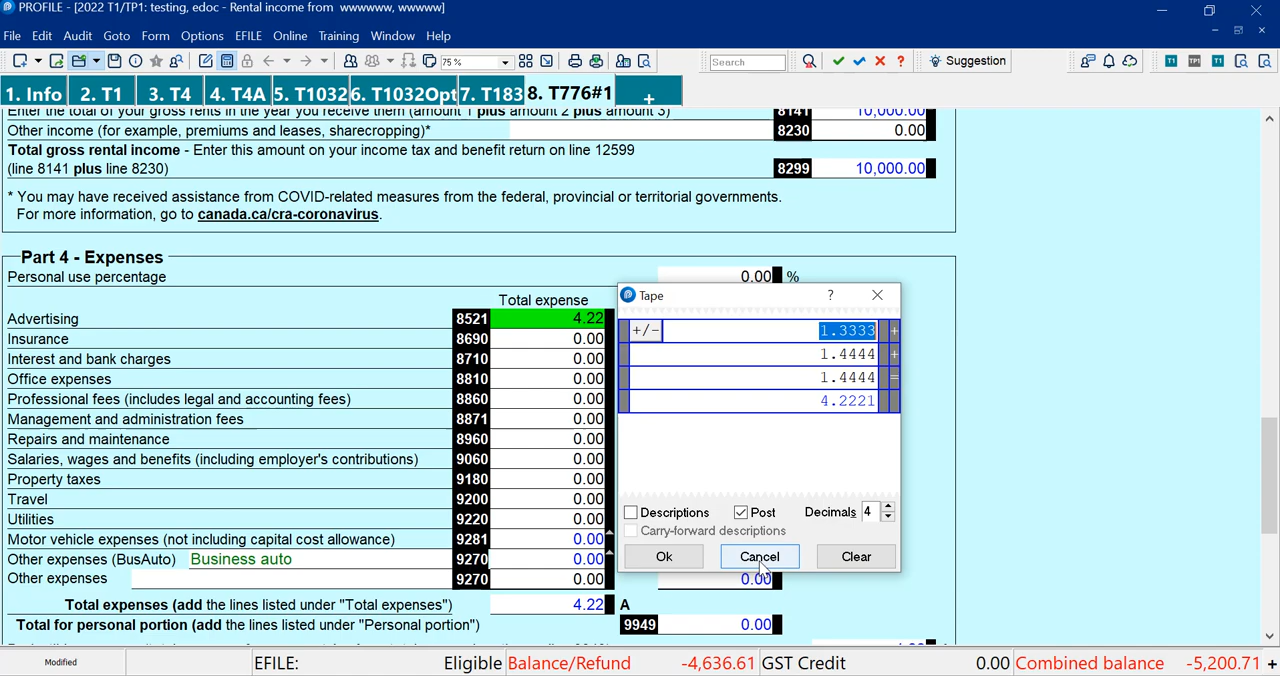 PROFILE - [2022 T1/TP1: testing, edoc - Rental income from  wwwwww, wwwww]
File Edit Audit Goto Form Options EFILE Online Training Window Help
75 % Search Suggestion T1 TP1 T1
1. Info 2. T1 3. T4 4. T4A 5. T1032 6. T1032Opt 7. T183 8. T776#1 +
Enter the total of your gross rents in the year you receive them (amount 1 plus amount 2 plus amount 3) 8141 10,000.00
Other income (for example, premiums and leases, sharecropping)* 8230 0.00
Total gross rental income - Enter this amount on your income tax and benefit return on line 12599
(line 8141 plus line 8230) 8299 10,000.00
* You may have received assistance from COVID-related measures from the federal, provincial or territorial governments.
For more information, go to canada.ca/cra-coronavirus.
Part 4 - Expenses
Personal use percentage 0.00 %
Total expense
Advertising 8521 4.22
Insurance 8690 0.00
Interest and bank charges 8710 0.00
Office expenses 8810 0.00
Professional fees (includes legal and accounting fees) 8860 0.00
Management and administration fees 8871 0.00
Repairs and maintenance 8960 0.00
Salaries, wages and benefits (including employer's contributions) 9060 0.00
Property taxes 9180 0.00
Travel 9200 0.00
Utilities 9220 0.00
Motor vehicle expenses (not including capital cost allowance) 9281 0.00
Other expenses (BusAuto) Business auto 9270 0.00
Other expenses 9270 0.00 0.00
Total expenses (add the lines listed under "Total expenses") 4.22 A
Total for personal portion (add the lines listed under "Personal portion") 9949 0.00
Tape ?
+/- 1.3333 +
1.4444 +
1.4444 =
4.2221
Descriptions Post Decimals 4
Carry-forward descriptions
Ok Cancel Clear
Modified EFILE: Eligible Balance/Refund -4,636.61 GST Credit 0.00 Combined balance -5,200.71 +